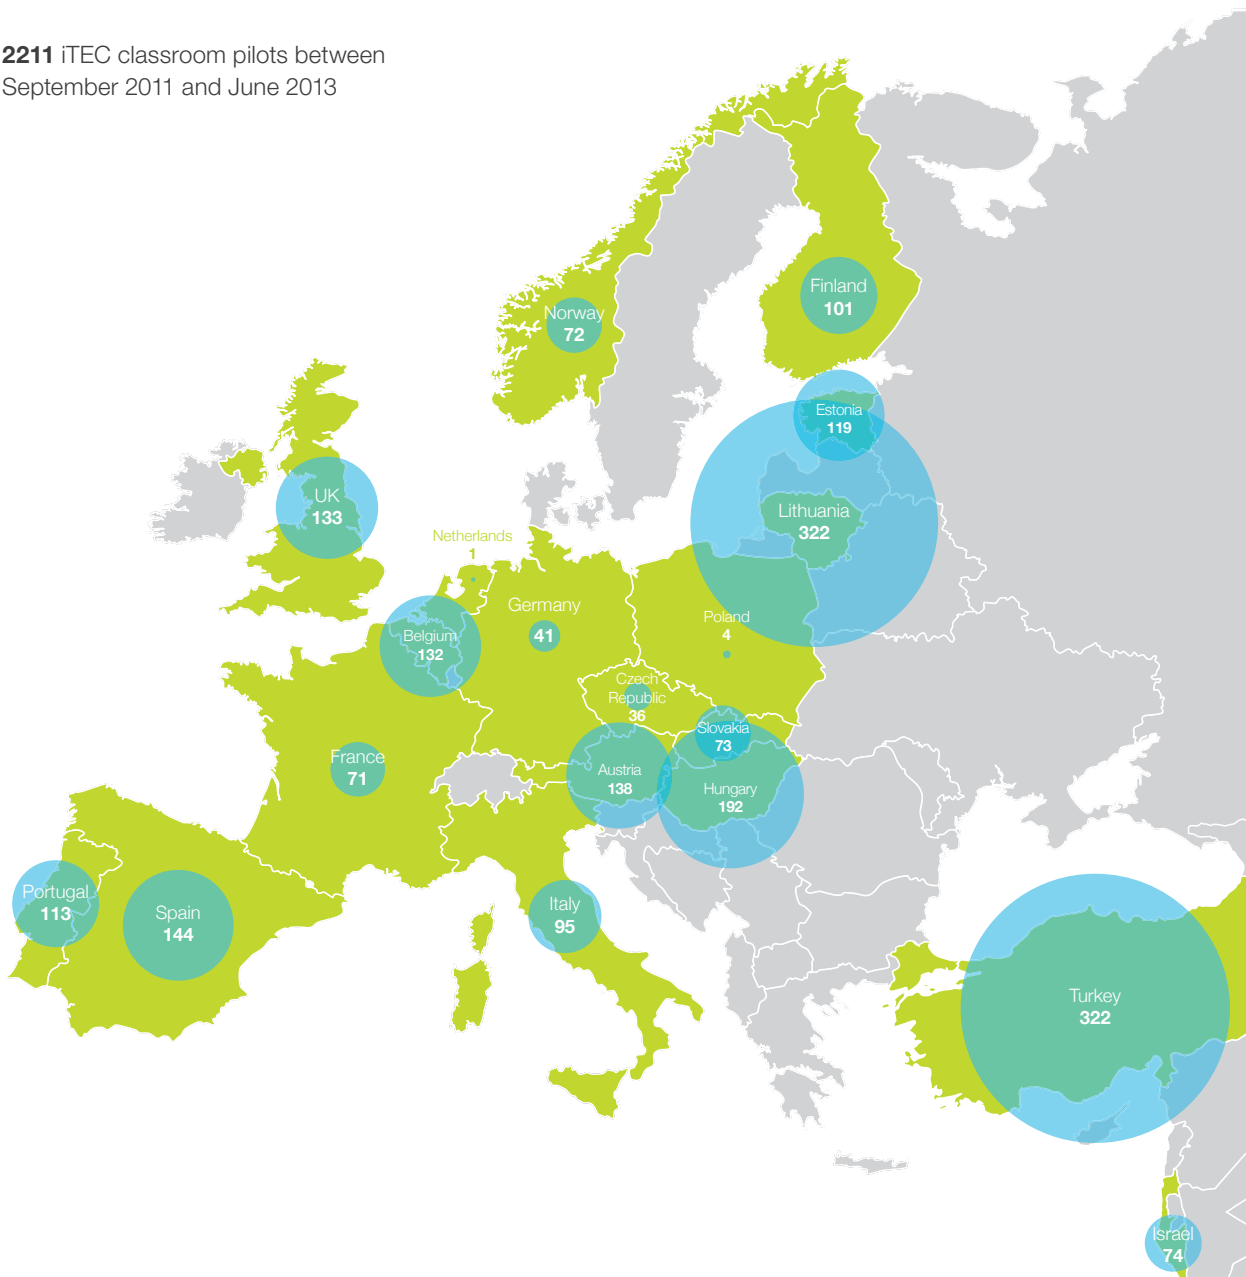 2211 iTEC classroom pilots between
September 2011 and June 2013
Finland
101
Norway
72
Estonia
119
UK
133
Lithuania
322
Netherlands
1
Germany
41
Poland
4
Belgium
132
Czech
Republic
36
Slovakia
73
France
71
Austria
138
Hungary
192
Portugal
113
Spain
144
Italy
95
Turkey
322
Israel
74